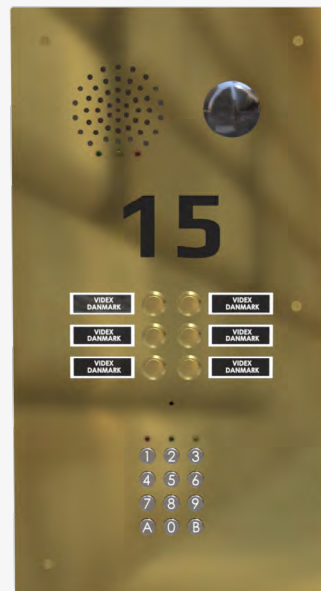 15
VIDEX
DANMARK
VIDEX
DANMARK
VIDEX
DANMARK
VIDEX
DANMARK
VIDEX
DANMARK
VIDEX
DANMARK
1 2 3
4 5 6
7 8 9
A 0 B